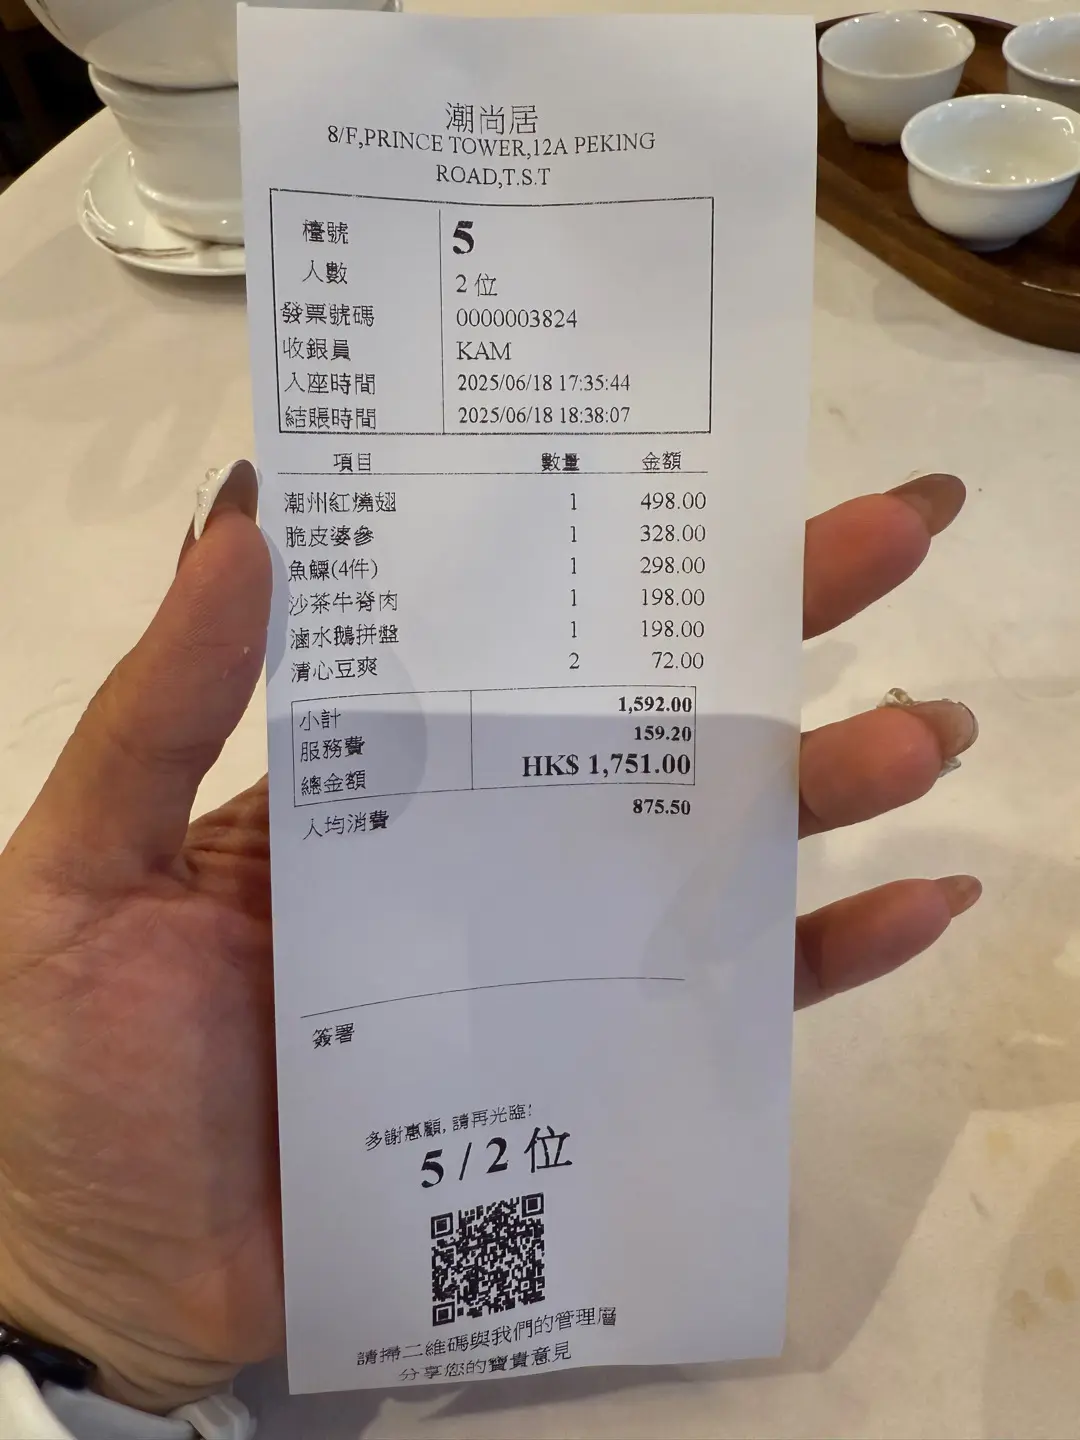 潮尚居
8/F,PRINCE TOWER,12A PEKING
ROAD,T.S.T
檯號 5
人數 2 位
發票號碼 0000003824
收銀員 KAM
入座時間 2025/06/18 17:35:44
結賬時間 2025/06/18 18:38:07
項目 數量 金額
潮州紅燒翅 1 498.00
脆皮婆參 1 328.00
魚鰾(4件) 1 298.00
沙茶牛脊肉 1 198.00
滷水鵝拼盤 1 198.00
清心豆爽 2 72.00
小計 1,592.00
服務費 159.20
總金額 HK$ 1,751.00
人均消費 875.50
簽署
多謝惠顧, 請再光臨!
5 / 2 位
請掃二維碼與我們的管理層
分享您的寶貴意見